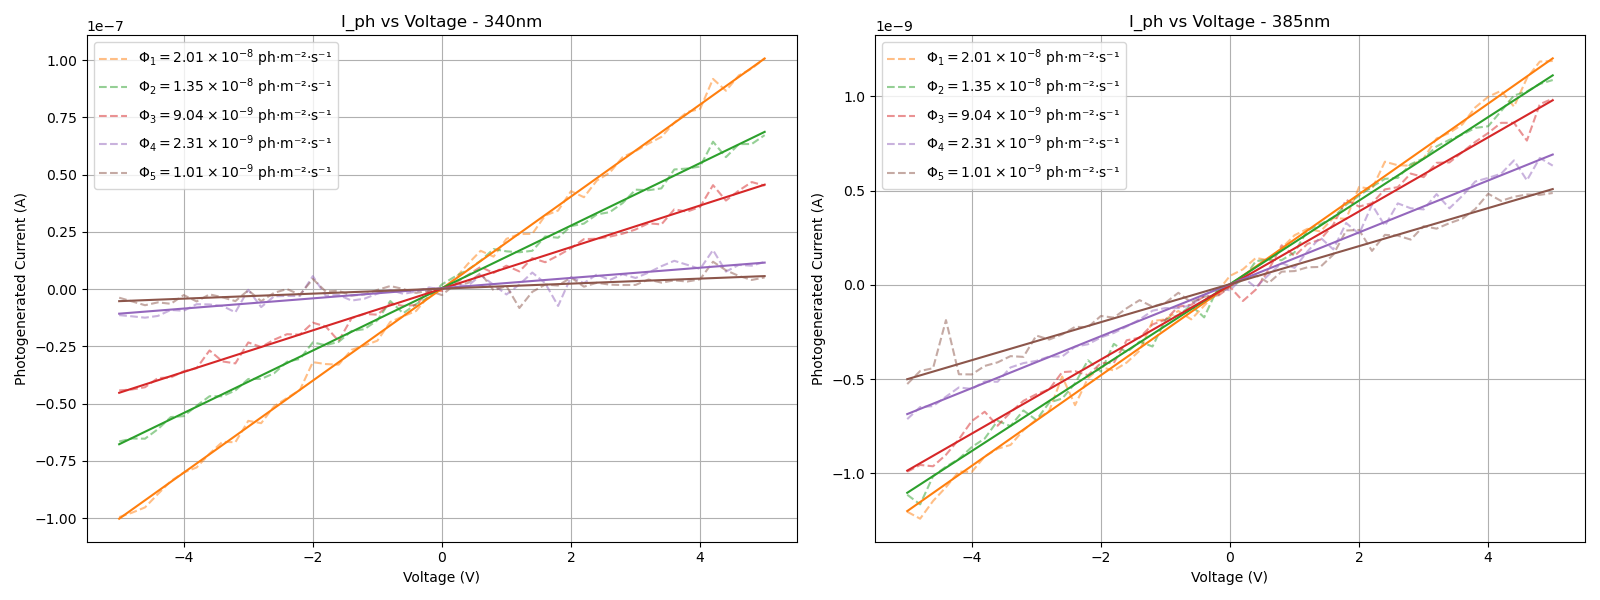 I_ph vs Voltage - 340nm
1e−7
Φ₁ = 2.01 × 10⁻⁸ ph·m⁻²·s⁻¹
Φ₂ = 1.35 × 10⁻⁸ ph·m⁻²·s⁻¹
Φ₃ = 9.04 × 10⁻⁹ ph·m⁻²·s⁻¹
Φ₄ = 2.31 × 10⁻⁹ ph·m⁻²·s⁻¹
Φ₅ = 1.01 × 10⁻⁹ ph·m⁻²·s⁻¹
1.00
0.75
0.50
0.25
0.00
−0.25
−0.50
−0.75
−1.00
Photogenerated Current (A)
−4 −2 0 2 4
Voltage (V)
I_ph vs Voltage - 385nm
1e−9
Φ₁ = 2.01 × 10⁻⁸ ph·m⁻²·s⁻¹
Φ₂ = 1.35 × 10⁻⁸ ph·m⁻²·s⁻¹
Φ₃ = 9.04 × 10⁻⁹ ph·m⁻²·s⁻¹
Φ₄ = 2.31 × 10⁻⁹ ph·m⁻²·s⁻¹
Φ₅ = 1.01 × 10⁻⁹ ph·m⁻²·s⁻¹
1.0
0.5
0.0
−0.5
−1.0
Photogenerated Current (A)
−4 −2 0 2 4
Voltage (V)